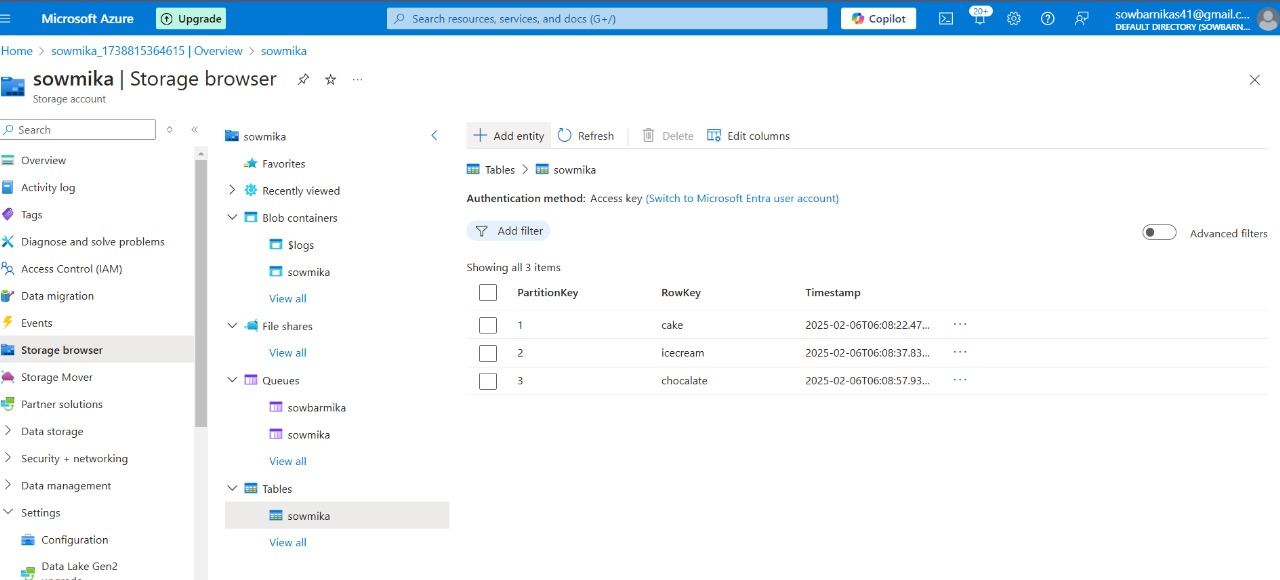 Microsoft Azure
Upgrade
Search resources, services, and docs (G+/)
Copilot
20+
sowbarnikas41@gmail.c...
DEFAULT DIRECTORY (SOWBARN...
Home > sowmika_1738815364615 | Overview > sowmika
sowmika | Storage browser
...
Storage account
Search
Overview
Activity log
Tags
Diagnose and solve problems
Access Control (IAM)
Data migration
Events
Storage browser
Storage Mover
Partner solutions
Data storage
Security + networking
Data management
Settings
Configuration
Data Lake Gen2
upgrade
sowmika
Favorites
Recently viewed
Blob containers
$logs
sowmika
View all
File shares
View all
Queues
sowbarmika
sowmika
View all
Tables
sowmika
View all
Add entity
Refresh
Delete
Edit columns
Tables > sowmika
Authentication method: Access key (Switch to Microsoft Entra user account)
Add filter
Advanced filters
Showing all 3 items
PartitionKey RowKey Timestamp
1 cake 2025-02-06T06:08:22.47... ...
2 icecream 2025-02-06T06:08:37.83... ...
3 chocalate 2025-02-06T06:08:57.93... ...